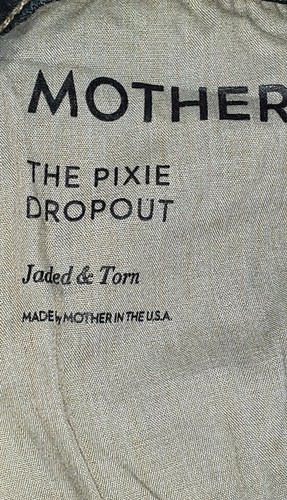 MOTHER
THE PIXIE
DROPOUT
Jaded & Torn
MADE by MOTHER IN THE U.S.A.